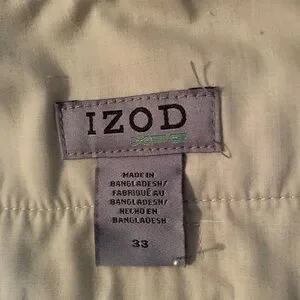 IZOD
MADE IN
BANGLADESH/
FABRIQUÉ AU
BANGLADESH/
HECHO EN
BANGLADESH
33